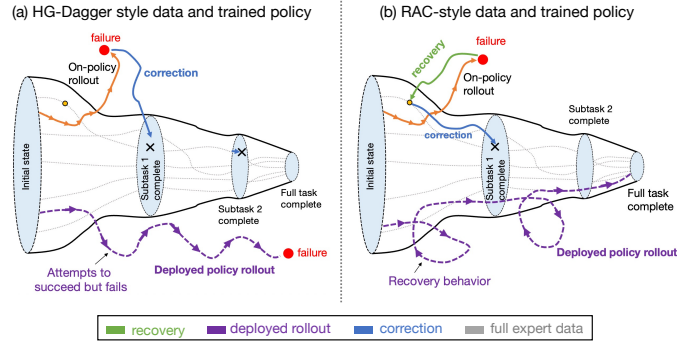 (a) HG-Dagger style data and trained policy
failure
On-policy
rollout
correction
Initial state
Subtask 1
complete
Subtask 2
complete
Full task
complete
Attempts to
succeed but fails
Deployed policy rollout
failure
(b) RAC-style data and trained policy
failure
recovery
On-policy
rollout
correction
Initial state
Subtask 1
complete
Subtask 2
complete
Full task
complete
Deployed policy rollout
Recovery behavior
recovery
deployed rollout
correction
full expert data